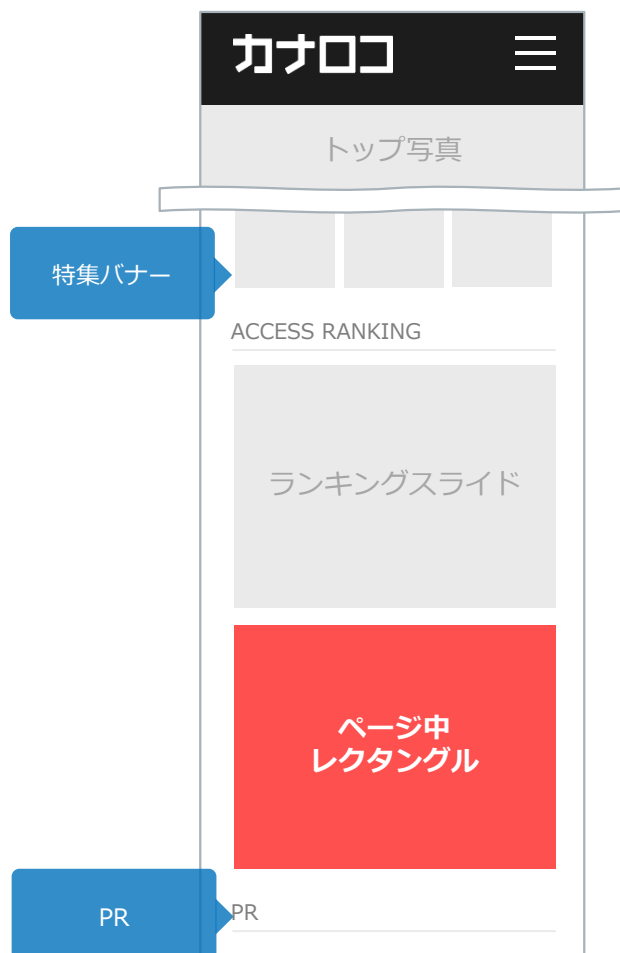 カナロコ
トップ写真
特集バナー
ACCESS RANKING
ランキングスライド
ページ中
レクタングル
PR
PR